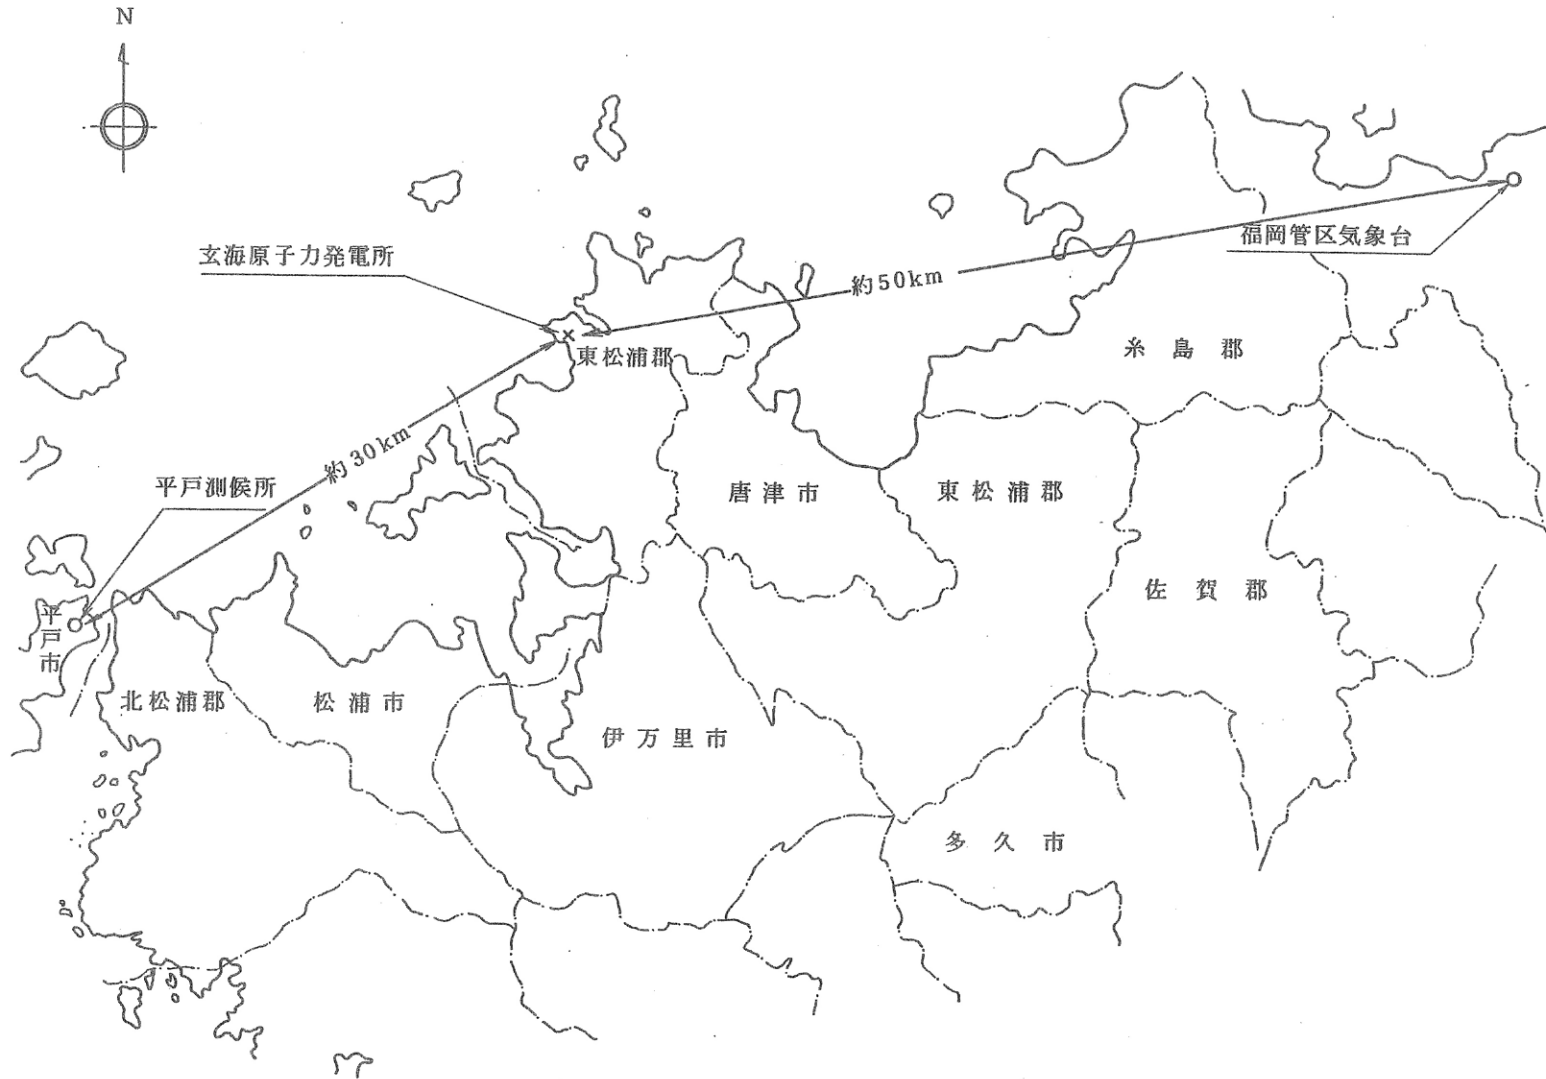 N
玄海原子力発電所
福岡管区気象台
約50km
東松浦郡
糸島郡
約30km
平戸測候所
唐津市
東松浦郡
佐賀郡
平戸市
北松浦郡
松浦市
伊万里市
多久市